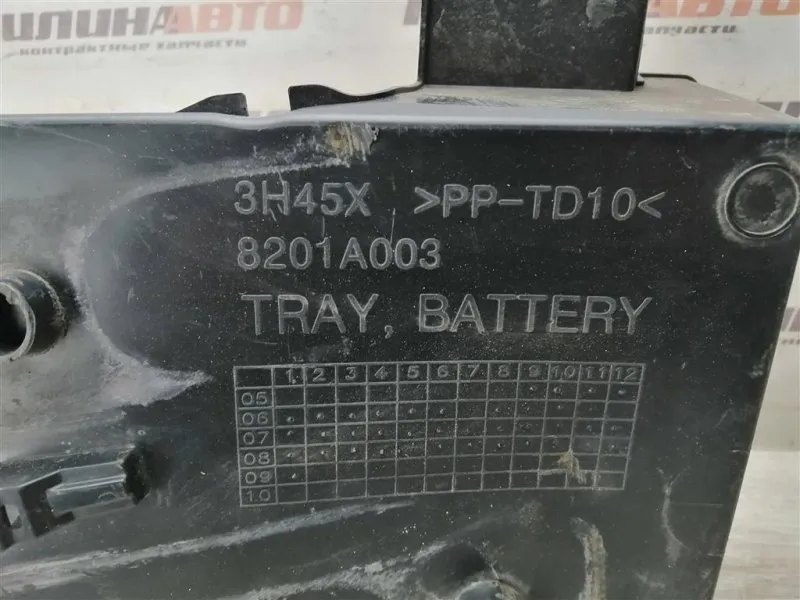 ИЛИНААВТО
контрактные запчасти
3H45X >PP-TD10<
8201A003
TRAY, BATTERY
1 2 3 4 5 6 7 8 9 10 11 12
05
06
07
08
09
10